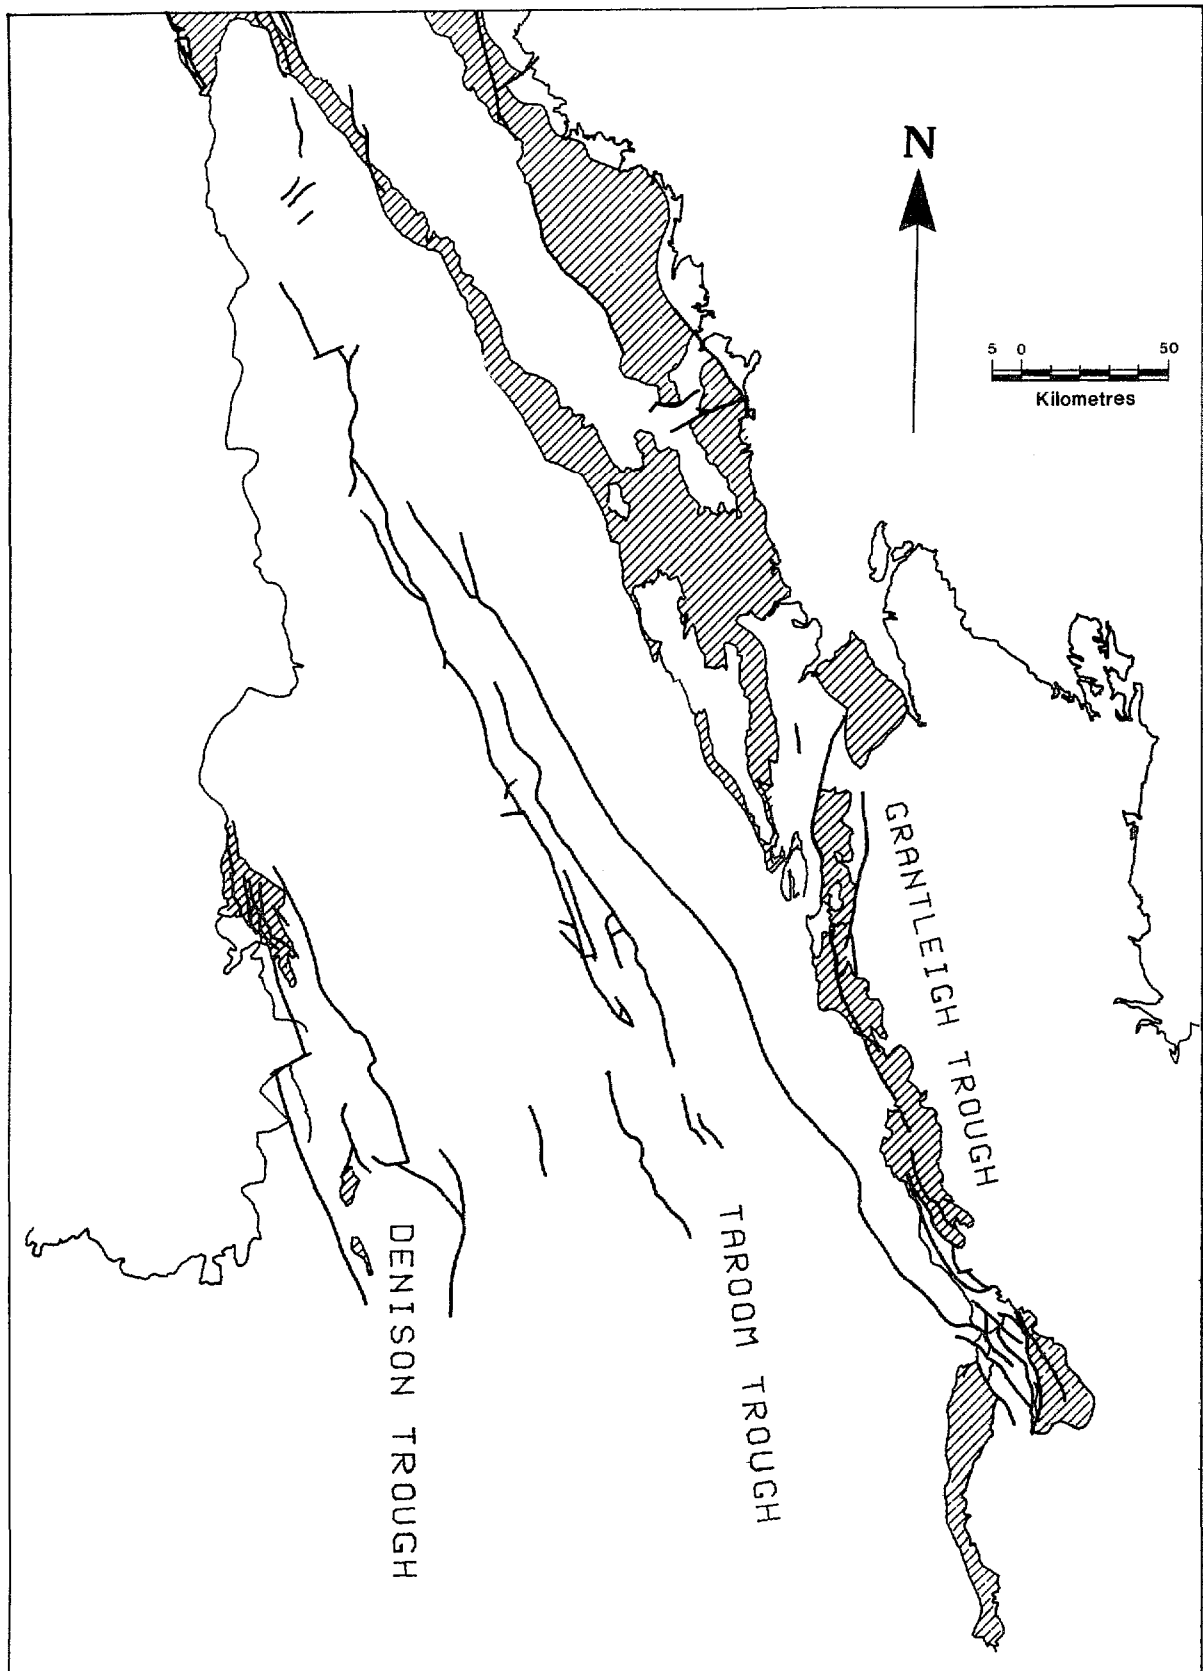 N
5 0 50
Kilometres
GRANTLEIGH TROUGH
TAROOM TROUGH
DENISON TROUGH